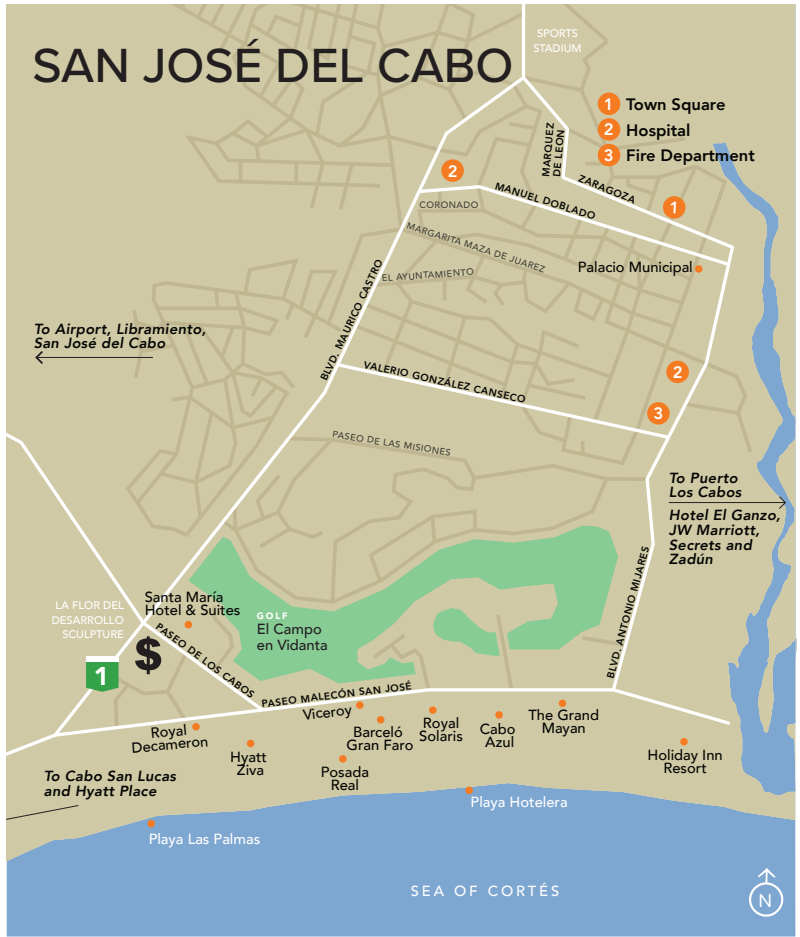 SAN JOSÉ DEL CABO
SPORTS
STADIUM
1 Town Square
2 Hospital
3 Fire Department
MARQUEZ
DE LEON
ZARAGOZA
2
1
MANUEL DOBLADO
CORONADO
MARGARITA MAZA DE JUAREZ
EL AYUNTAMIENTO
Palacio Municipal
BLVD. MAURICO CASTRO
To Airport, Libramiento,
San José del Cabo
VALERIO GONZÁLEZ CANSECO
2
3
PASEO DE LAS MISIONES
To Puerto
Los Cabos
Hotel El Ganzo,
JW Marriott,
Secrets and
Zadún
BLVD. ANTONIO MIJARES
LA FLOR DEL
DESARROLLO
SCULPTURE
Santa María
Hotel & Suites
GOLF
El Campo
en Vidanta
$
1
PASEO DE LOS CABOS
PASEO MALECÓN SAN JOSÉ
Royal
Decameron
Hyatt
Ziva
Viceroy
Posada
Real
Barceló
Gran Faro
Royal
Solaris
Cabo
Azul
The Grand
Mayan
Holiday Inn
Resort
To Cabo San Lucas
and Hyatt Place
Playa Hotelera
Playa Las Palmas
SEA OF CORTÉS
N